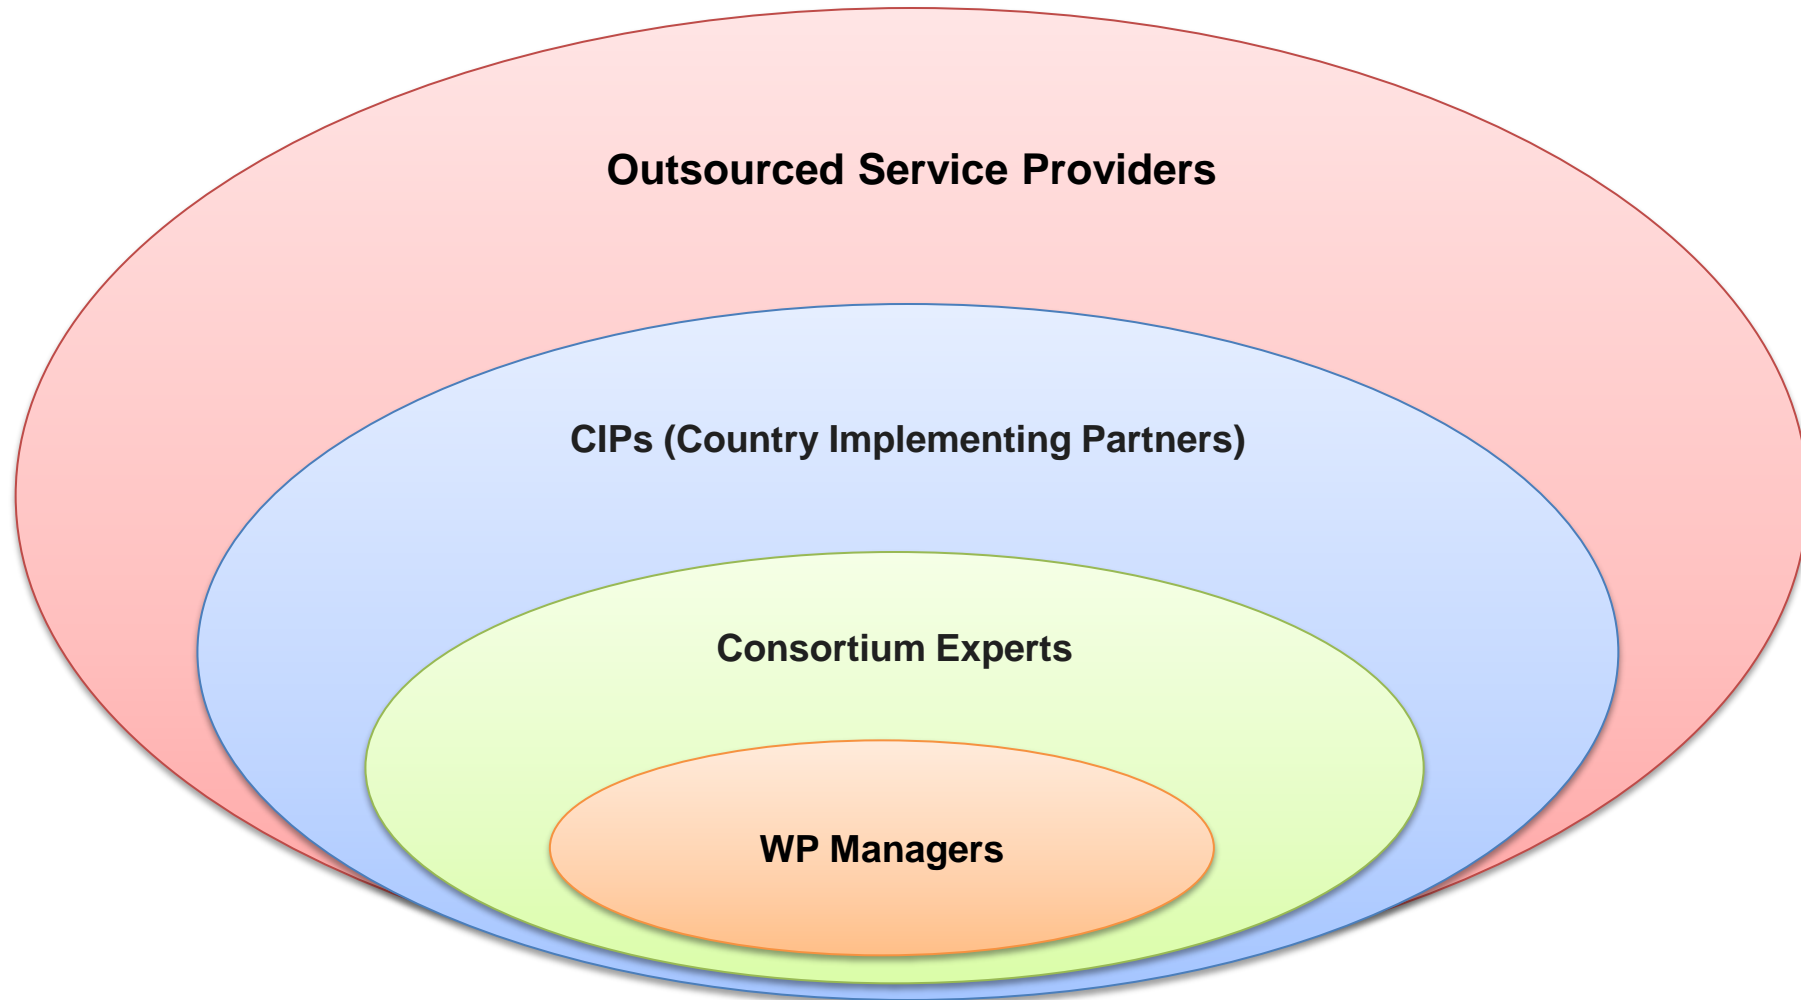 Outsourced Service Providers
CIPs (Country Implementing Partners)
Consortium Experts
WP Managers